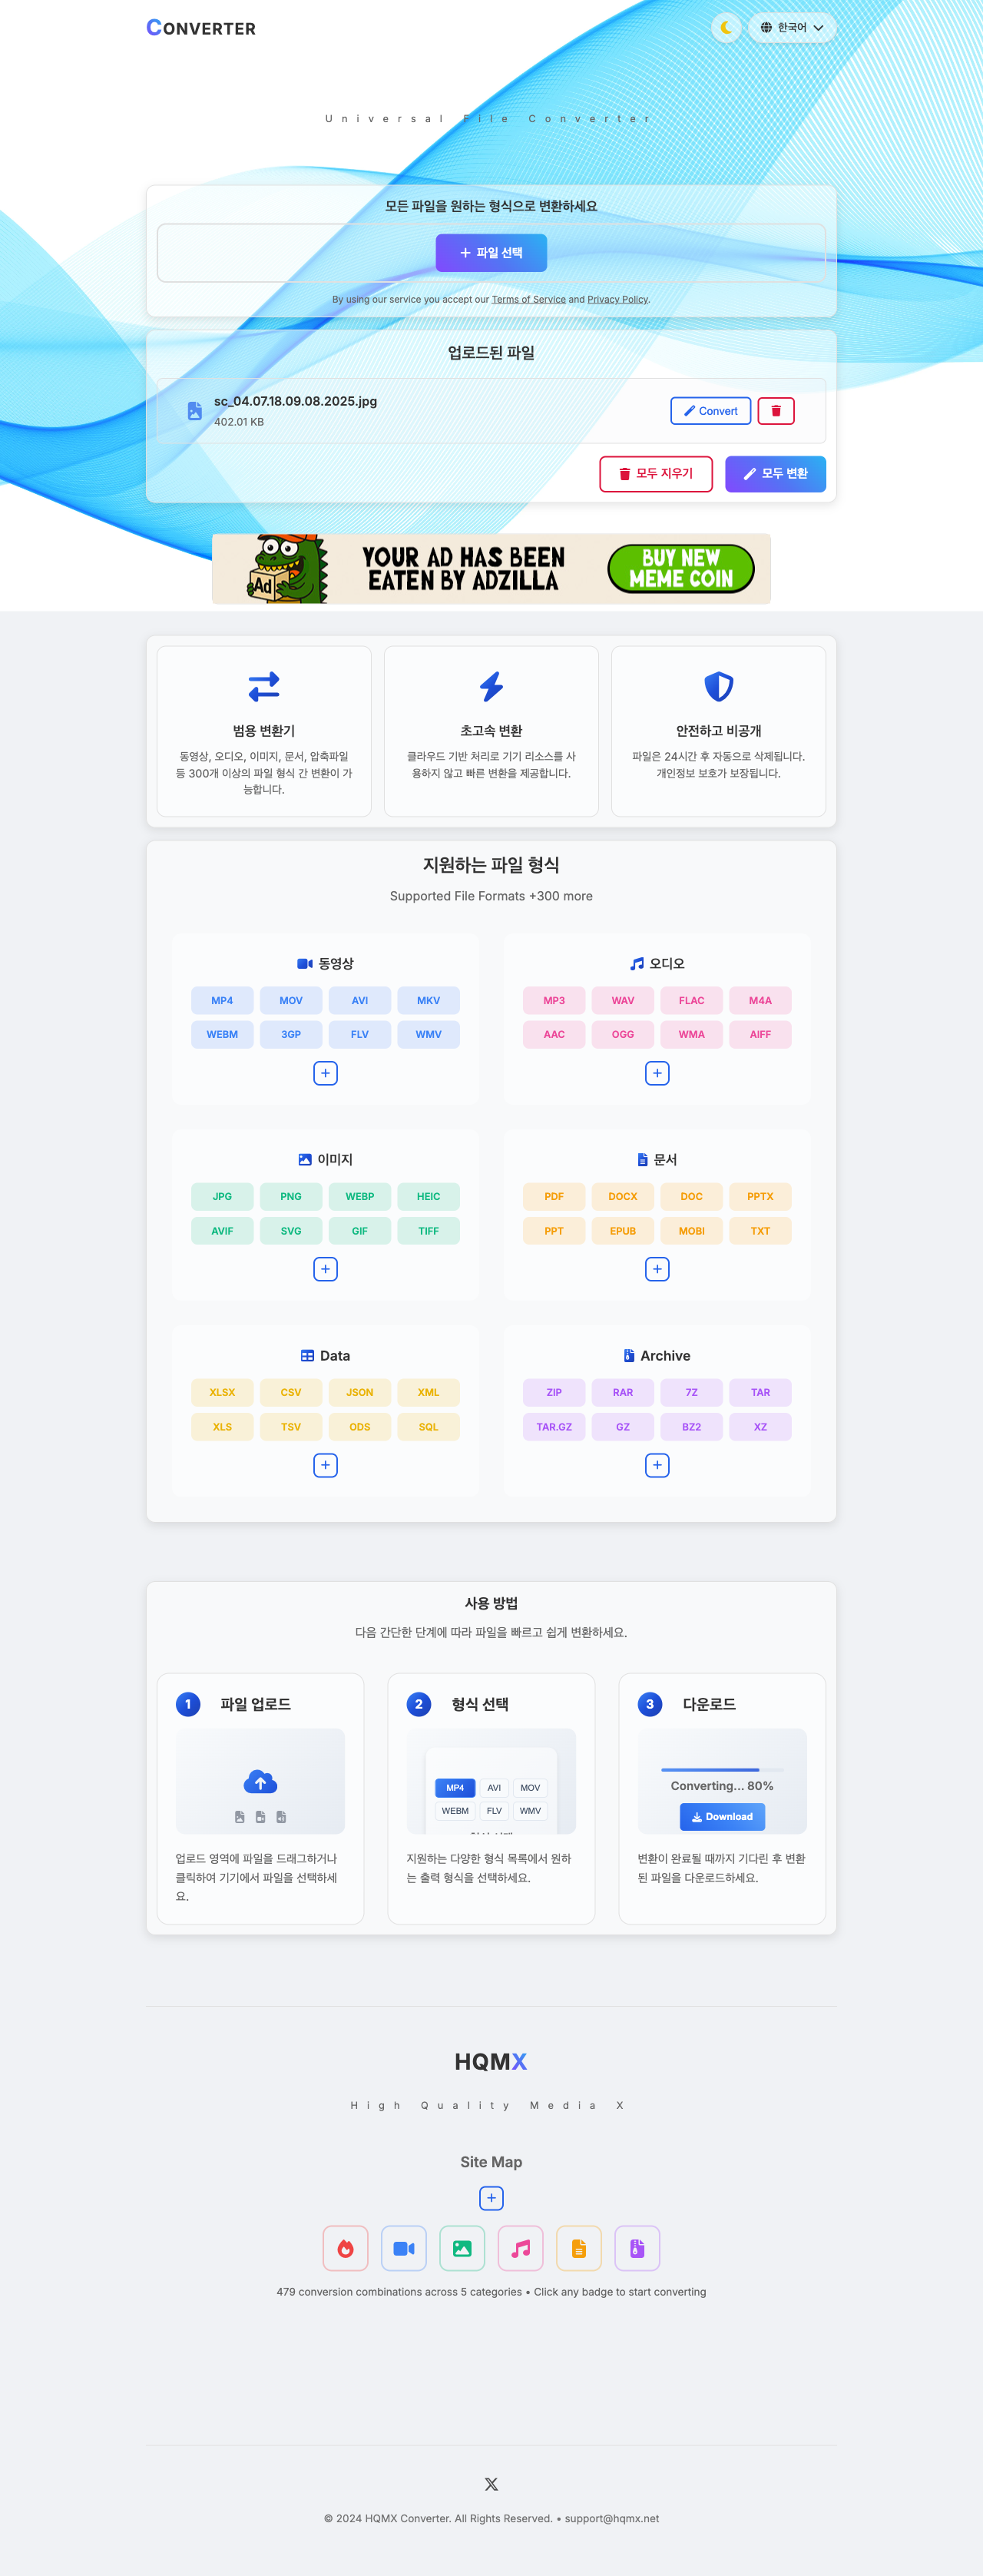 CONVERTER
한국어
Universal File Converter
모든 파일을 원하는 형식으로 변환하세요
파일 선택
By using our service you accept our Terms of Service and Privacy Policy.
업로드된 파일
sc_04.07.18.09.08.2025.jpg
402.01 KB
Convert
모두 지우기
모두 변환
Ad
YOUR AD HAS BEEN
EATEN BY ADZILLA
BUY NEW
MEME COIN
범용 변환기
동영상, 오디오, 이미지, 문서, 압축파일
등 300개 이상의 파일 형식 간 변환이 가
능합니다.
초고속 변환
클라우드 기반 처리로 기기 리소스를 사
용하지 않고 빠른 변환을 제공합니다.
안전하고 비공개
파일은 24시간 후 자동으로 삭제됩니다.
개인정보 보호가 보장됩니다.
지원하는 파일 형식
Supported File Formats +300 more
동영상
MP4 MOV AVI MKV
WEBM 3GP FLV WMV
오디오
MP3 WAV FLAC M4A
AAC OGG WMA AIFF
이미지
JPG PNG WEBP HEIC
AVIF SVG GIF TIFF
문서
PDF DOCX DOC PPTX
PPT EPUB MOBI TXT
Data
XLSX CSV JSON XML
XLS TSV ODS SQL
Archive
ZIP RAR 7Z TAR
TAR.GZ GZ BZ2 XZ
사용 방법
다음 간단한 단계에 따라 파일을 빠르고 쉽게 변환하세요.
1 파일 업로드
업로드 영역에 파일을 드래그하거나
클릭하여 기기에서 파일을 선택하세
요.
2 형식 선택
MP4 AVI MOV
WEBM FLV WMV
지원하는 다양한 형식 목록에서 원하
는 출력 형식을 선택하세요.
3 다운로드
Converting... 80%
Download
변환이 완료될 때까지 기다린 후 변환
된 파일을 다운로드하세요.
HQMX
High Quality Media X
Site Map
479 conversion combinations across 5 categories • Click any badge to start converting
© 2024 HQMX Converter. All Rights Reserved. • support@hqmx.net